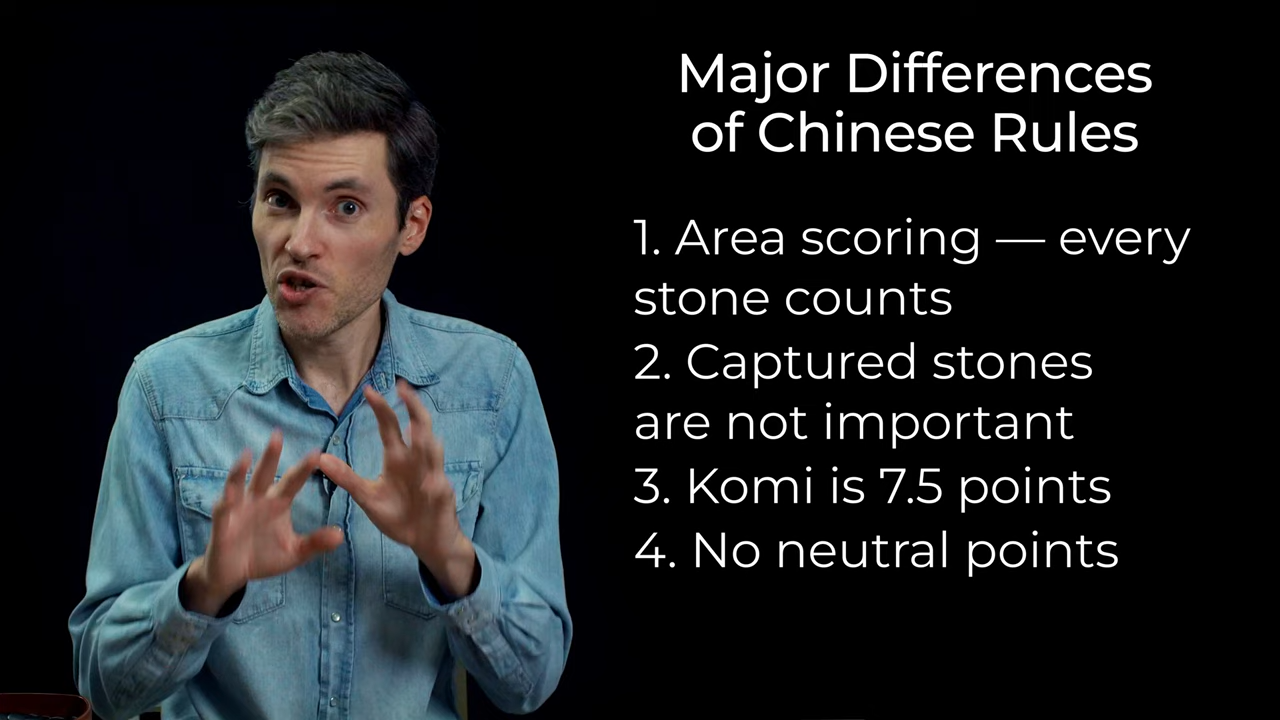 Major Differences
of Chinese Rules
1. Area scoring — every
stone counts
2. Captured stones
are not important
3. Komi is 7.5 points
4. No neutral points